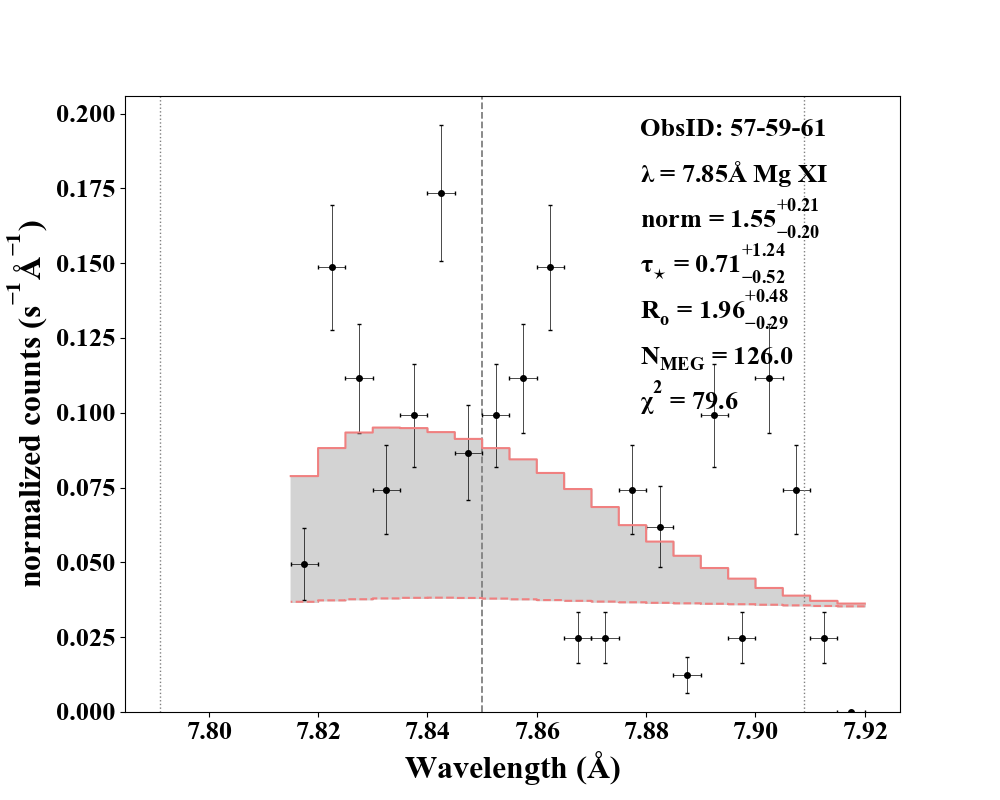 ObsID: 57-59-61
λ = 7.85Å Mg XI
norm = 1.55 +0.21 −0.20
τ⋆ = 0.71 +1.24 −0.52
Ro = 1.96 +0.48 −0.29
NMEG = 126.0
χ2 = 79.6
normalized counts (s−1 Å−1)
0.200
0.175
0.150
0.125
0.100
0.075
0.050
0.025
0.000
7.80 7.82 7.84 7.86 7.88 7.90 7.92
Wavelength (Å)